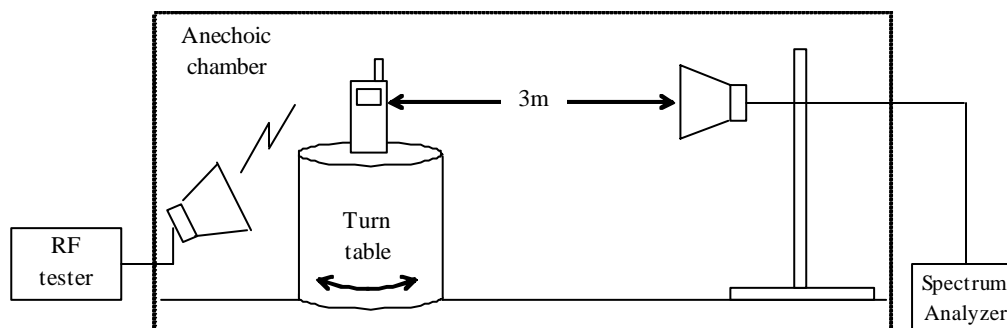 Anechoic
chamber
3m
Turn
table
RF
tester
Spectrum
Analyzer